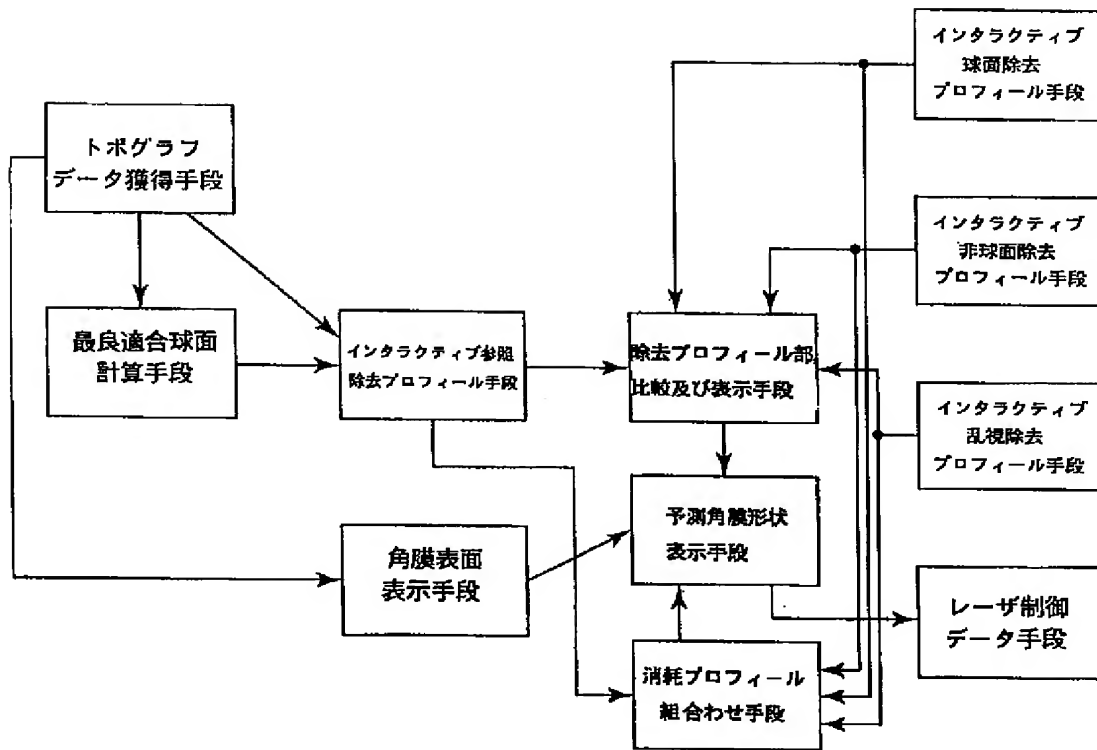 インタラクティブ
球面除去
プロフィール手段
トポグラフ
データ獲得手段
インタラクティブ
非球面除去
プロフィール手段
最良適合球面
計算手段
インタラクティブ参照
除去プロフィール手段
除去プロフィール部
比較及び表示手段
インタラクティブ
乱視除去
プロフィール手段
予測角膜形状
表示手段
角膜表面
表示手段
レーザ制御
データ手段
消耗プロフィール
組合わせ手段